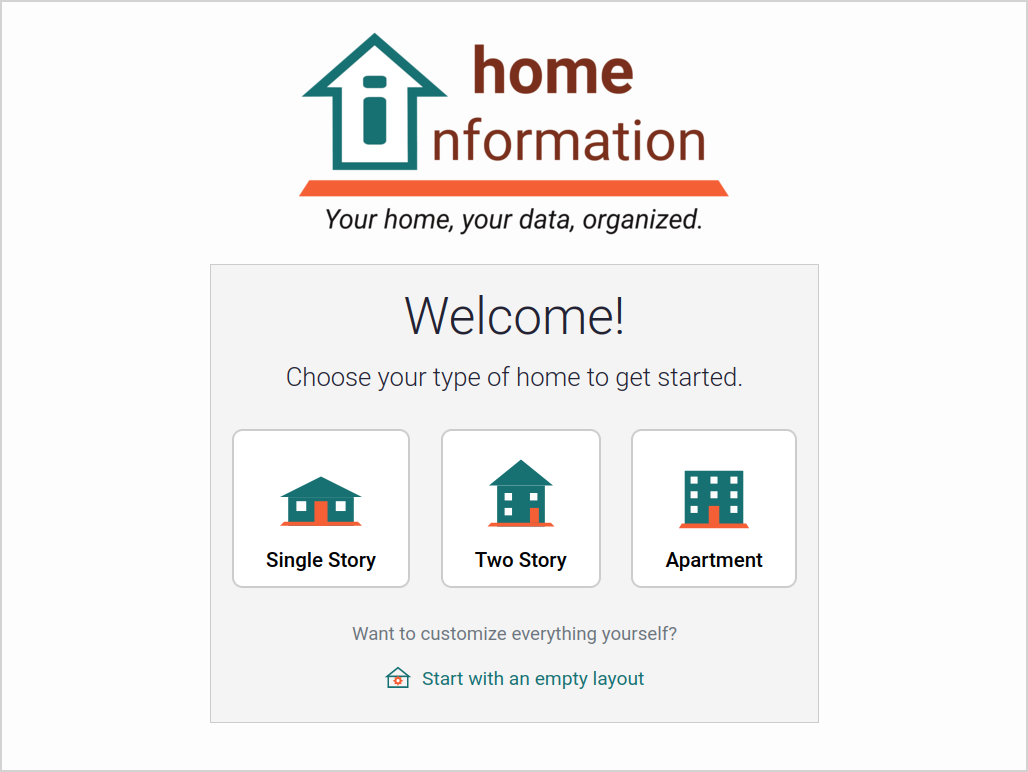 home
information
Your home, your data, organized.
Welcome!
Choose your type of home to get started.
Single Story
Two Story
Apartment
Want to customize everything yourself?
Start with an empty layout